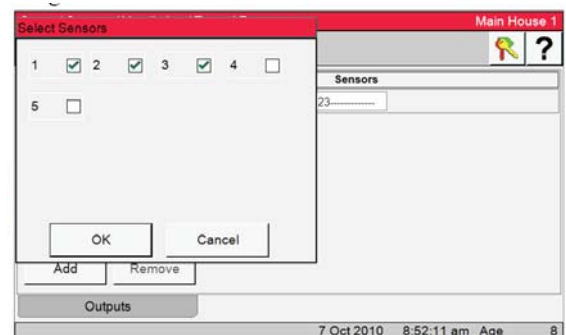 Select Sensors
Main House 1
?
1 2 3 4
Sensors
23-------------
5
OK Cancel
Add Remove
Outputs
7 Oct 2010 8:52:11 am Age 8